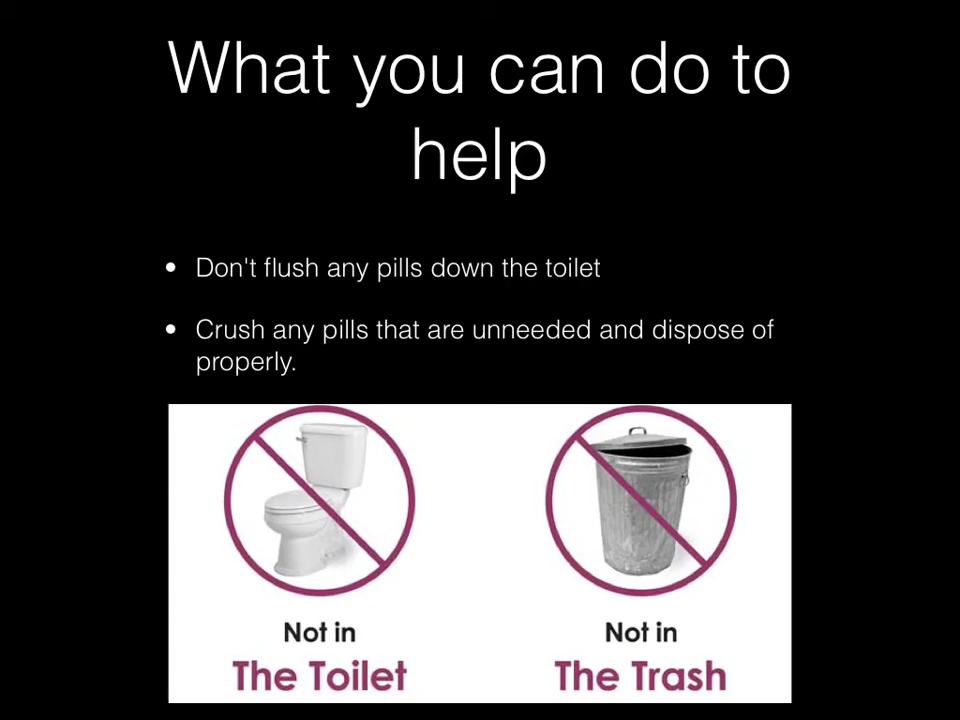 What you can do to
help
• Don't flush any pills down the toilet
• Crush any pills that are unneeded and dispose of
properly.
Not in
The Toilet
Not in
The Trash